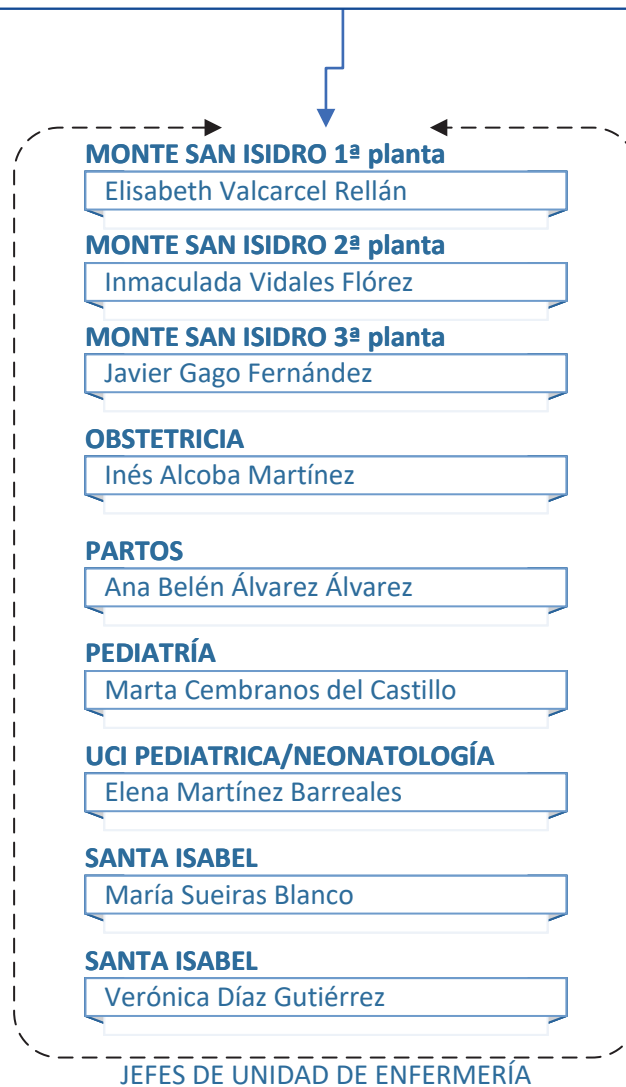 MONTE SAN ISIDRO 1ª planta
Elisabeth Valcarcel Rellán
MONTE SAN ISIDRO 2ª planta
Inmaculada Vidales Flórez
MONTE SAN ISIDRO 3ª planta
Javier Gago Fernández
OBSTETRICIA
Inés Alcoba Martínez
PARTOS
Ana Belén Álvarez Álvarez
PEDIATRÍA
Marta Cembranos del Castillo
UCI PEDIATRICA/NEONATOLOGÍA
Elena Martínez Barreales
SANTA ISABEL
María Sueiras Blanco
SANTA ISABEL
Verónica Díaz Gutiérrez
JEFES DE UNIDAD DE ENFERMERÍA